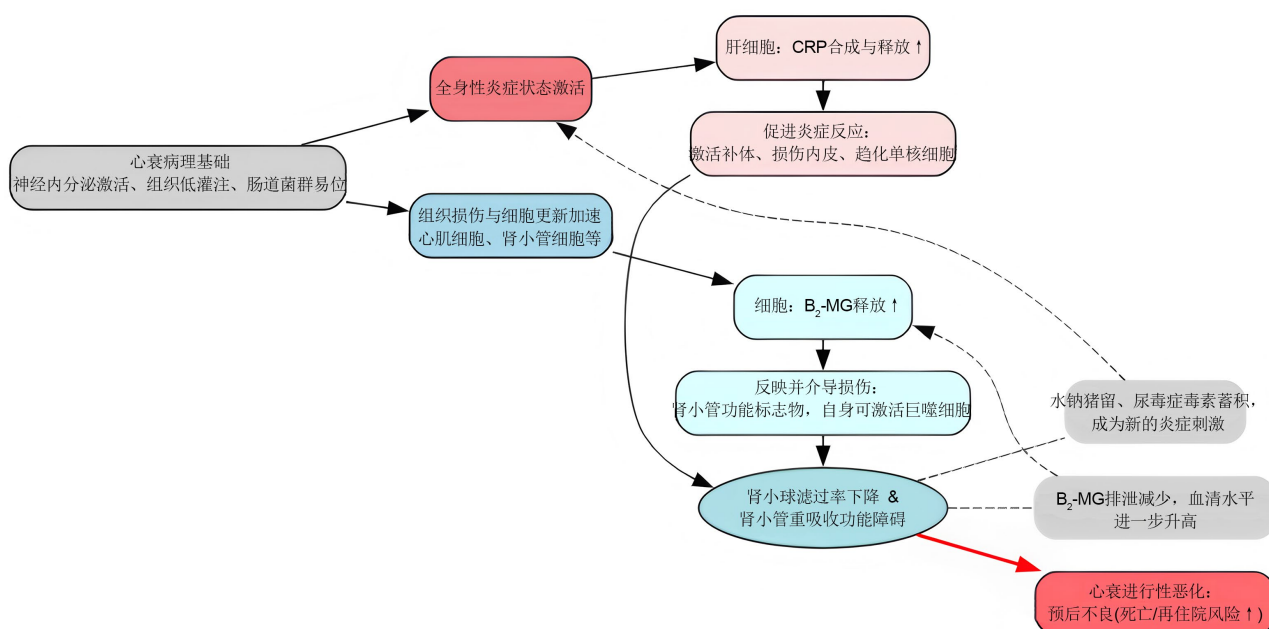 肝细胞：CRP合成与释放↑
全身性炎症状态激活
促进炎症反应：
激活补体、损伤内皮、趋化单核细胞
心衰病理基础
神经内分泌激活、组织低灌注、肠道菌群易位
组织损伤与细胞更新加速
心肌细胞、肾小管细胞等
细胞：B₂-MG释放↑
反映并介导损伤：
肾小管功能标志物，自身可激活巨噬细胞
水钠猪留、尿毒症毒素蓄积，
成为新的炎症刺激
肾小球滤过率下降 &
肾小管重吸收功能障碍
B₂-MG排泄减少，血清水平
进一步升高
心衰进行性恶化：
预后不良(死亡/再住院风险↑)